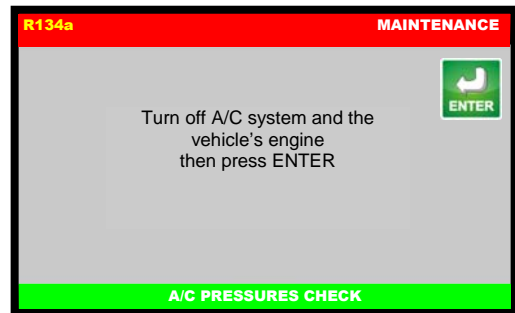 R134a MAINTENANCE
ENTER
Turn off A/C system and the
vehicle's engine
then press ENTER
A/C PRESSURES CHECK